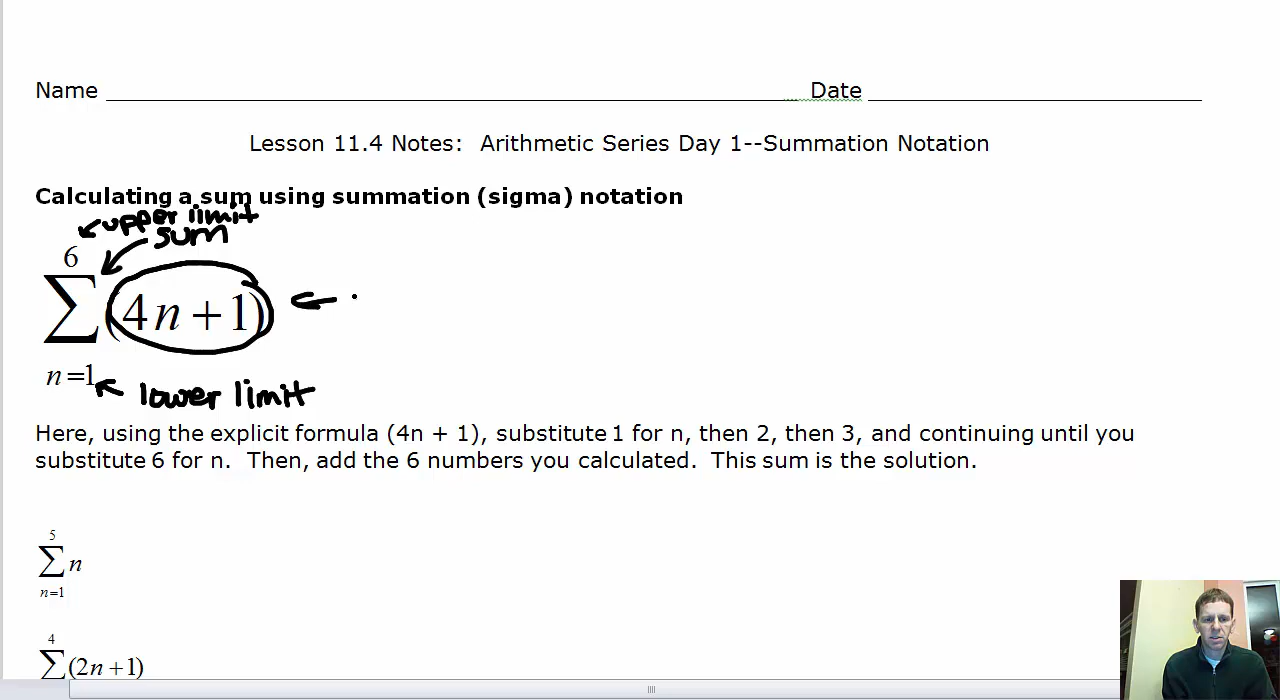 Name ______ Date ______
Lesson 11.4 Notes: Arithmetic Series Day 1--Summation Notation
Calculating a sum using summation (sigma) notation
upper limit
sum
6
∑(4n+1)
n=1
lower limit
Here, using the explicit formula (4n + 1), substitute 1 for n, then 2, then 3, and continuing until you
substitute 6 for n. Then, add the 6 numbers you calculated. This sum is the solution.
5
∑n
n=1
4
∑(2n+1)